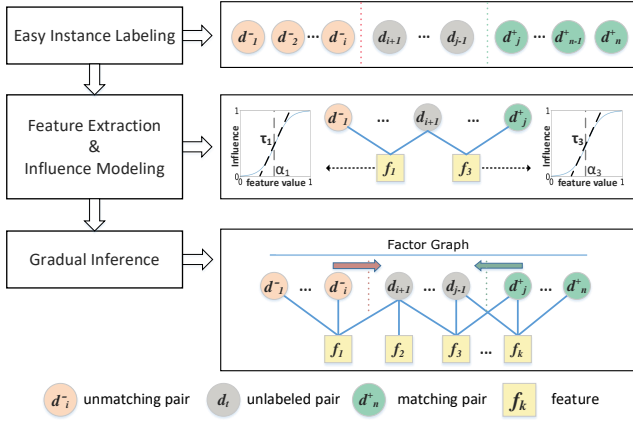 Easy Instance Labeling
d⁻₁ d⁻₂ ... d⁻ᵢ dᵢ₊₁ ... dⱼ₋₁ d⁺ⱼ ... d⁺ₙ₋₁ d⁺ₙ
Feature Extraction
&
Influence Modeling
1 Influence 0 τ₁ α₁ feature value 1
d⁻₁ ... dᵢ₊₁ ... d⁺ⱼ
f₁ f₃
1 Influence 0 τ₃ α₃ feature value 1
Gradual Inference
Factor Graph
d⁻₁ ... d⁻ᵢ dᵢ₊₁ ... dⱼ₋₁ d⁺ⱼ ... d⁺ₙ
f₁ f₂ f₃ ... fₖ
d⁻ᵢ unmatching pair dₜ unlabeled pair d⁺ₙ matching pair fₖ feature